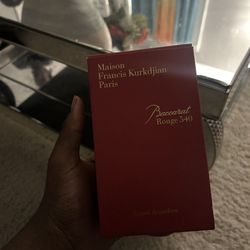 Maison
Francis Kurkdjian
Paris
Baccarat
Rouge 540